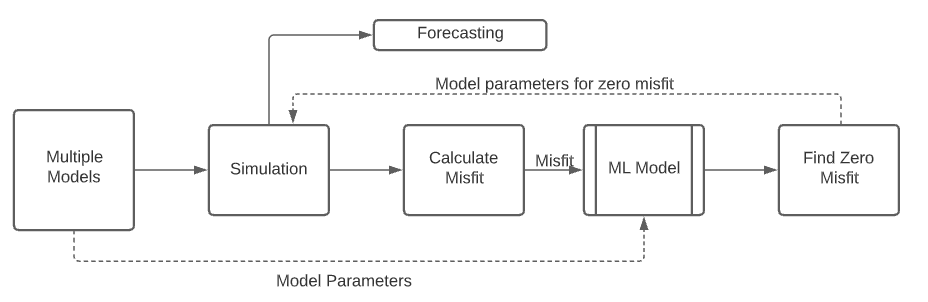 Forecasting
Model parameters for zero misfit
Multiple
Models
Simulation
Calculate
Misfit
Misfit
ML Model
Find Zero
Misfit
Model Parameters